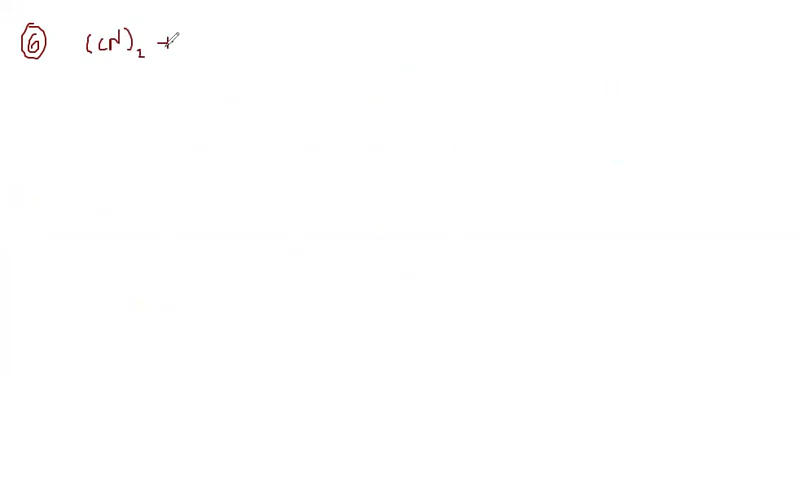 ⑥ (CN)₂ +